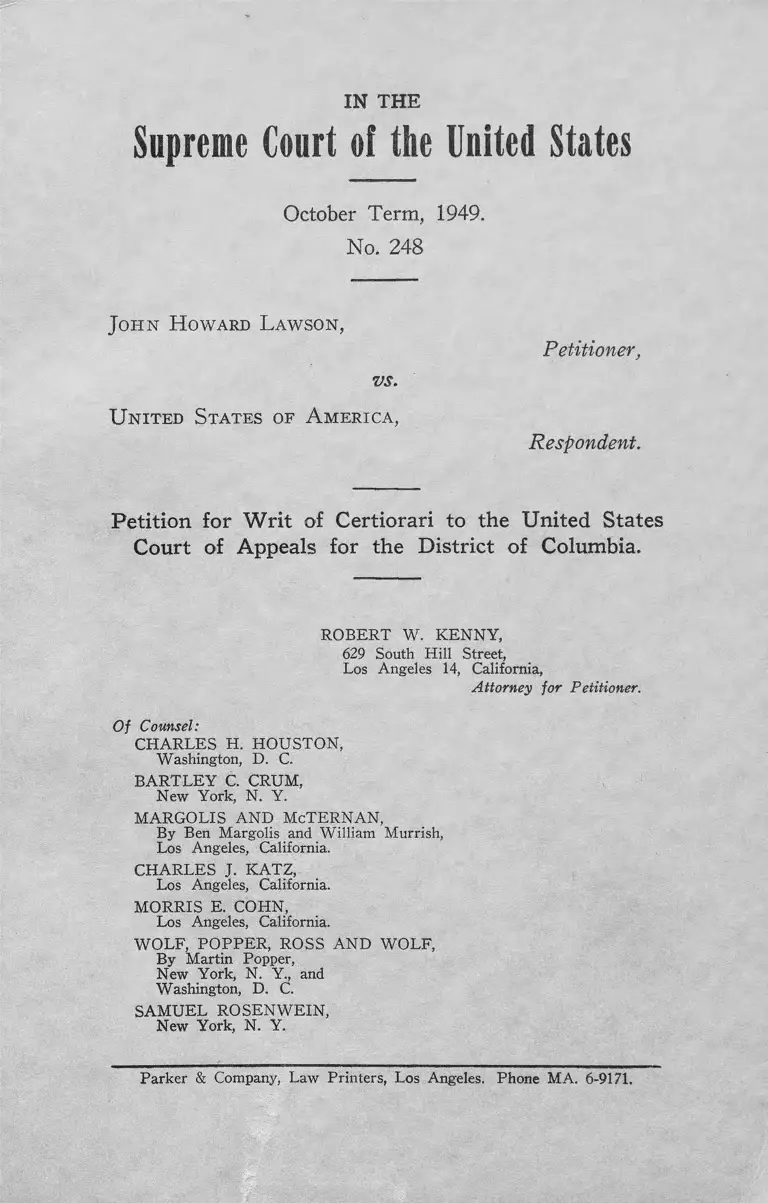 IN THE
Supreme Court of the United States
October Term, 1949.
No. 248
JOHN HOWARD LAWSON,
Petitioner,
vs.
UNITED STATES OF AMERICA,
Respondent.
Petition for Writ of Certiorari to the United States
Court of Appeals for the District of Columbia.
ROBERT W. KENNY,
629 South Hill Street,
Los Angeles 14, California,
Attorney for Petitioner.
Of Counsel:
CHARLES H. HOUSTON,
Washington, D. C.
BARTLEY C. CRUM,
New York, N. Y.
MARGOLIS AND McTERNAN,
By Ben Margolis and William Murrish,
Los Angeles, California.
CHARLES J. KATZ,
Los Angeles, California.
MORRIS E. COHN,
Los Angeles, California.
WOLF, POPPER, ROSS AND WOLF,
By Martin Popper,
New York, N. Y., and
Washington, D. C.
SAMUEL ROSENWEIN,
New York, N. Y.
Parker & Company, Law Printers, Los Angeles. Phone MA. 6-9171.